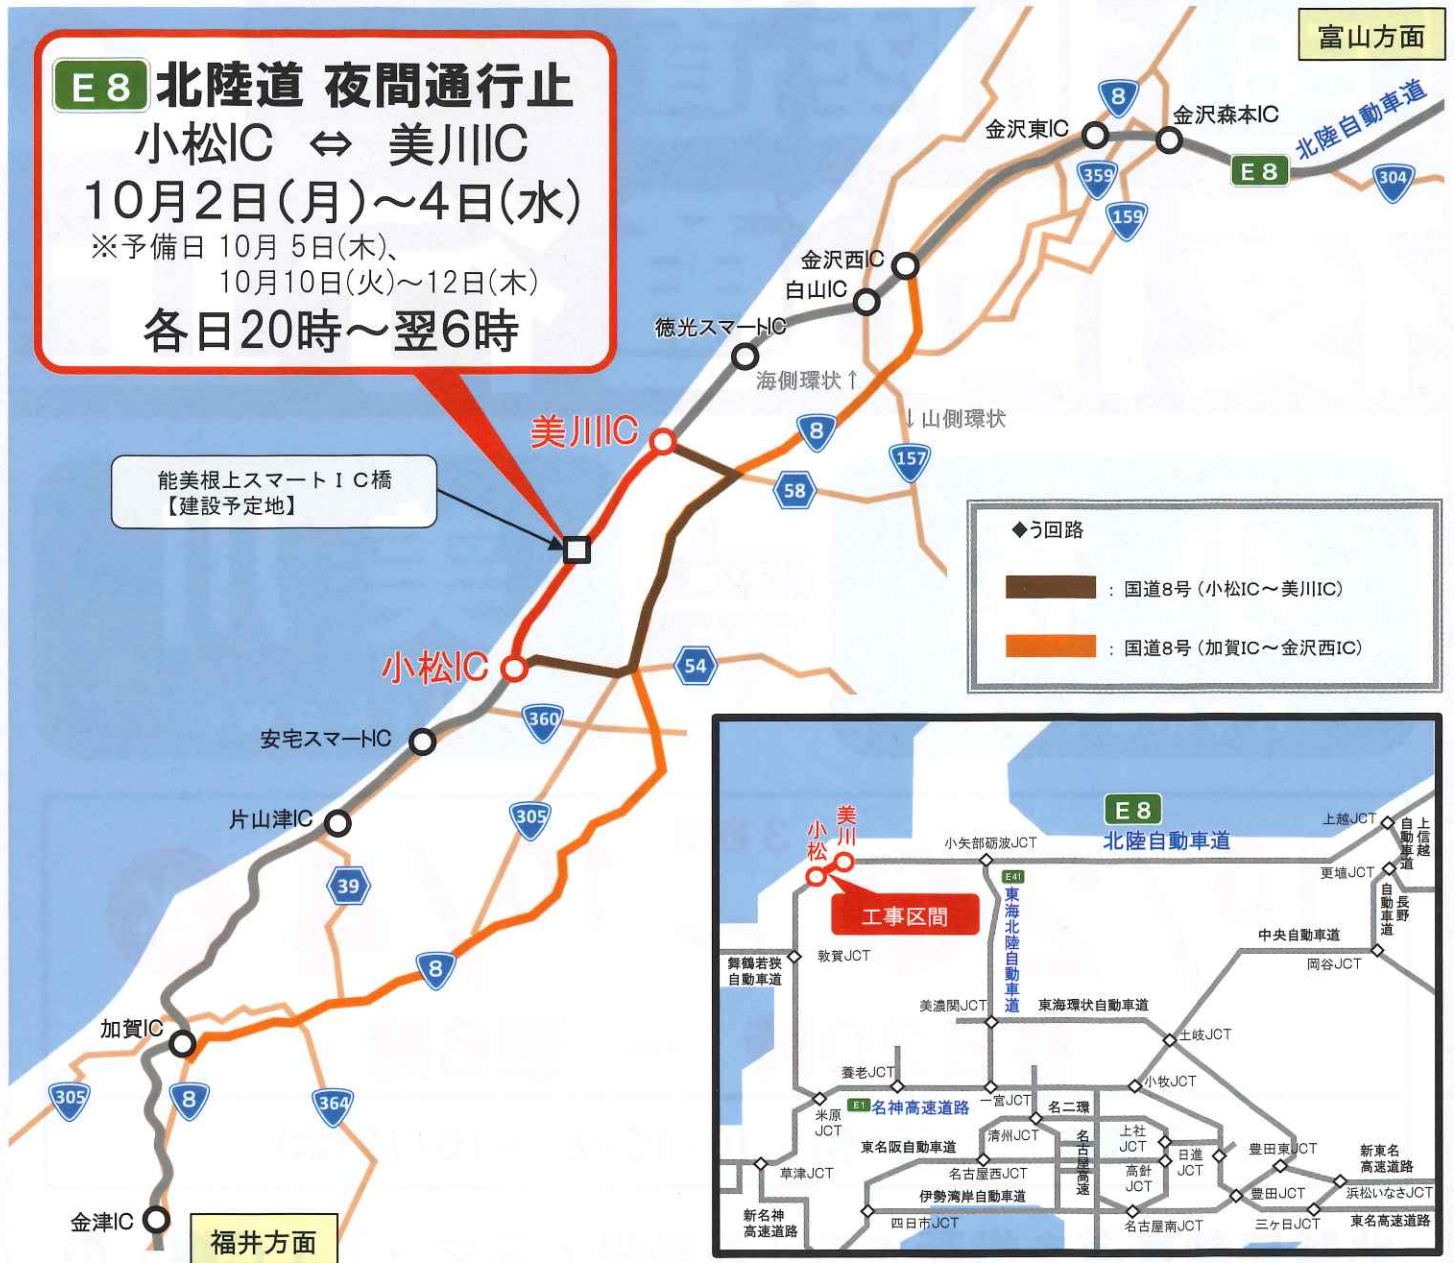 富山方面
E8 北陸道 夜間通行止
小松IC ⇔ 美川IC
10月2日(月)～4日(水)
※予備日 10月 5日(木)、
10月10日(火)～12日(木)
各日20時～翌6時
8
金沢東IC
金沢森本IC
北陸自動車道
E8
359
304
159
金沢西IC
白山IC
徳光スマートIC
海側環状↑
↓山側環状
美川IC
8
157
58
能美根上スマートIC橋
【建設予定地】
◆う回路
：国道8号(小松IC～美川IC)
：国道8号(加賀IC～金沢西IC)
小松IC
54
360
安宅スマートIC
305
片山津IC
39
8
加賀IC
305
8
364
金津IC
福井方面
E8
北陸自動車道
美川
小松
工事区間
小矢部砺波JCT
上越JCT
上信越
自動車道
更埴JCT
長野
自動車道
E41
東海北陸自動車道
中央自動車道
岡谷JCT
舞鶴若狭
自動車道
敦賀JCT
美濃関JCT
東海環状自動車道
土岐JCT
養老JCT
小牧JCT
米原
JCT
E1 名神高速道路
一宮JCT
名二環
清州JCT
名古屋高速
上社
JCT
東名阪自動車道
名古屋西JCT
高針
JCT
日進
JCT
豊田東JCT
新東名
高速道路
草津JCT
伊勢湾岸自動車道
豊田JCT
浜松いなさJCT
新名神
高速道路
四日市JCT
名古屋南JCT
三ヶ日JCT
東名高速道路